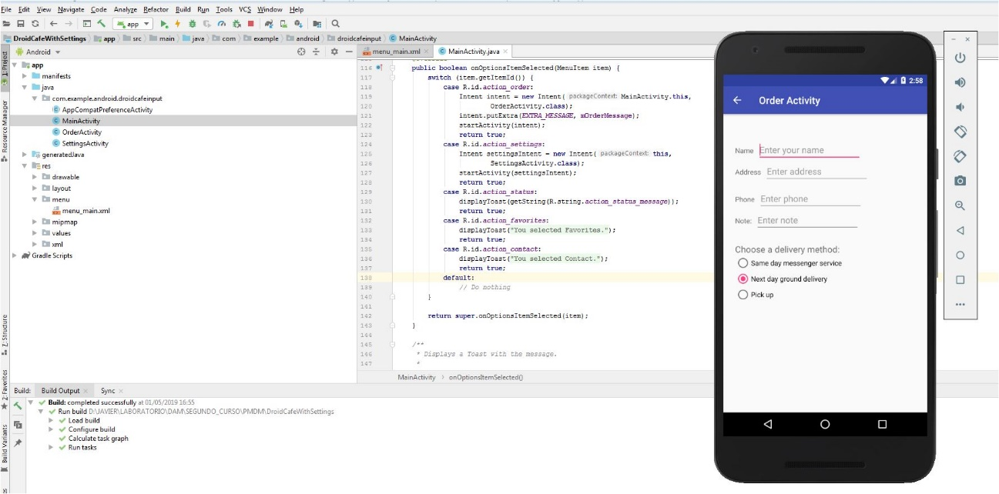 File Edit View Navigate Code Analyze Refactor Build Run Tools VCS Window Help
app
DroidCafeWithSettings app src main java com example android droidcafeinput MainActivity
Android
menu_main.xml MainActivity.java
1: Project
Resource Manager
Z: Structure
2: Favorites
Build Variants
app
manifests
java
com.example.android.droidcafeinput
AppCompatPreferenceActivity
MainActivity
OrderActivity
SettingsActivity
generatedJava
res
drawable
layout
menu
menu_main.xml
mipmap
values
xml
Gradle Scripts
116 public boolean onOptionsItemSelected(MenuItem item) {
117 switch (item.getItemId()) {
118 case R.id.action_order:
119 Intent intent = new Intent( packageContext: MainActivity.this,
120 OrderActivity.class);
121 intent.putExtra(EXTRA_MESSAGE, mOrderMessage);
122 startActivity(intent);
123 return true;
124 case R.id.action_settings:
125 Intent settingsIntent = new Intent( packageContext: this,
126 SettingsActivity.class);
127 startActivity(settingsIntent);
128 return true;
129 case R.id.action_status:
130 displayToast(getString(R.string.action_status_message));
131 return true;
132 case R.id.action_favorites:
133 displayToast("You selected Favorites.");
134 return true;
135 case R.id.action_contact:
136 displayToast("You selected Contact.");
137 return true;
138 default:
139 // Do nothing
140 }
141
142 return super.onOptionsItemSelected(item);
143 }
144
145 /**
146 * Displays a Toast with the message.
147 *
MainActivity › onOptionsItemSelected()
Build: Build Output Sync
Build: completed successfully at 01/05/2019 16:55
Run build D:\JAVIER\LABORATORIO\DAM\SEGUNDO_CURSO\PMDM\DroidCafeWithSettings
Load build
Configure build
Calculate task graph
Run tasks
2:58
Order Activity
Name Enter your name
Address Enter address
Phone Enter phone
Note: Enter note
Choose a delivery method:
Same day messenger service
Next day ground delivery
Pick up